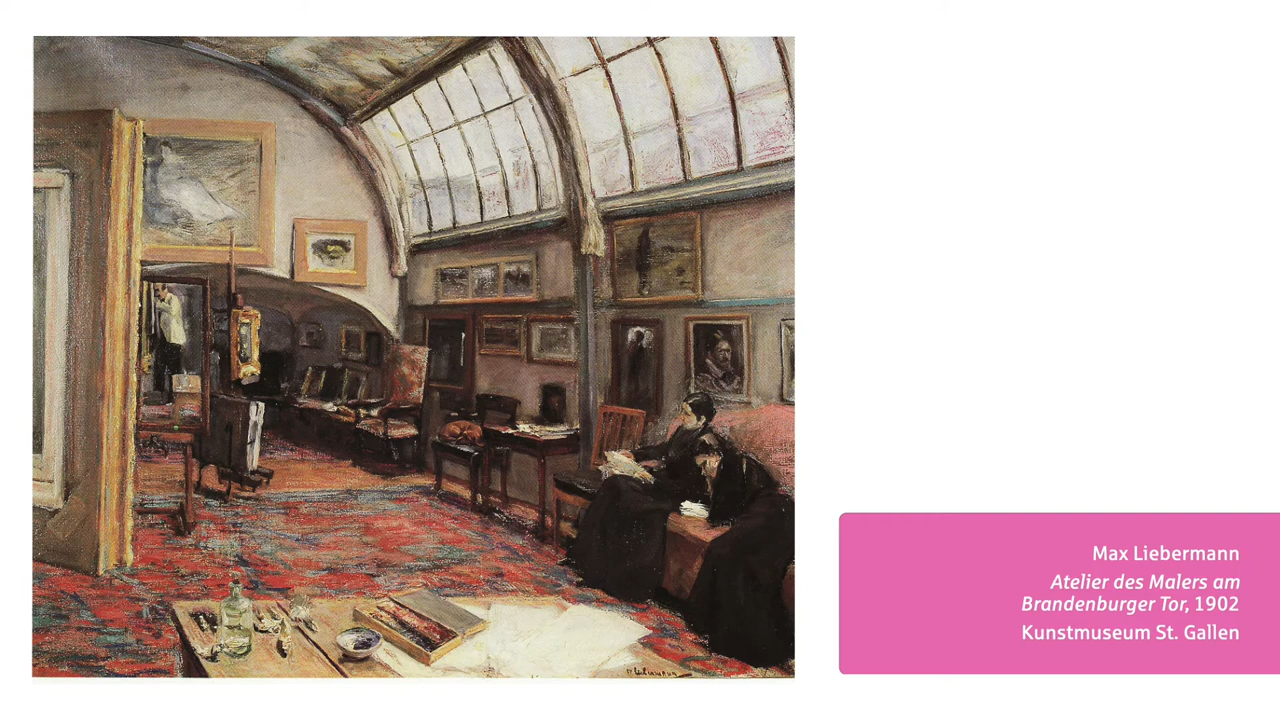 Max Liebermann
Atelier des Malers am
Brandenburger Tor, 1902
Kunstmuseum St. Gallen